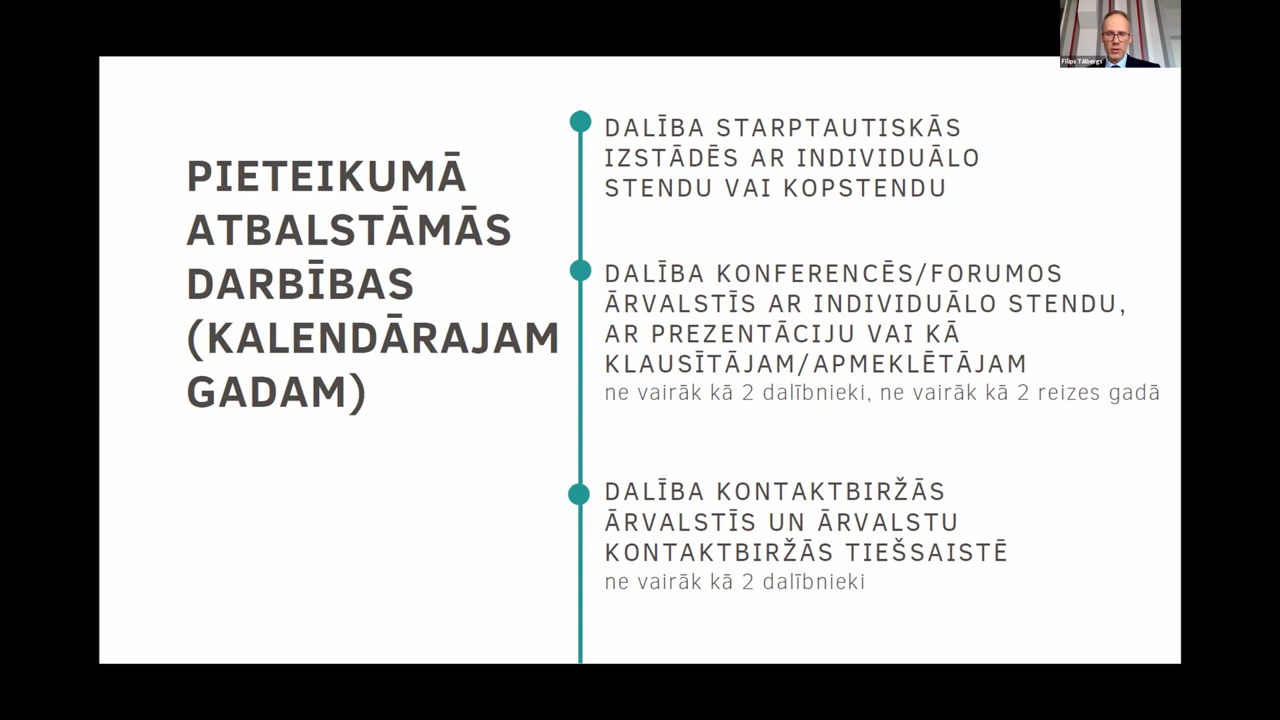 Filips Tālbergs
PIETEIKUMĀ
ATBALSTĀMĀS
DARBĪBAS
(KALENDĀRAJAM
GADAM)
DALĪBA STARPTAUTISKĀS
IZSTĀDĒS AR INDIVIDUĀLO
STENDU VAI KOPSTENDU
DALĪBA KONFERENCĒS/FORUMOS
ĀRVALSTĪS AR INDIVIDUĀLO STENDU,
AR PREZENTĀCIJU VAI KĀ
KLAUSĪTĀJAM/APMEKLĒTĀJAM
ne vairāk kā 2 dalībnieki, ne vairāk kā 2 reizes gadā
DALĪBA KONTAKTBIRŽĀS
ĀRVALSTĪS UN ĀRVALSTU
KONTAKTBIRŽĀS TIEŠSAISTĒ
ne vairāk kā 2 dalībnieki